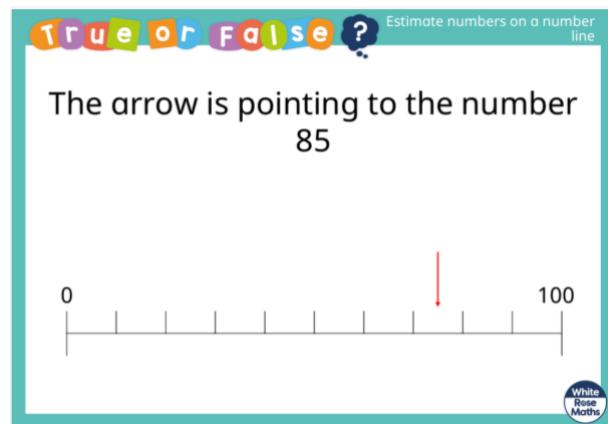 True or False ?
Estimate numbers on a number
line
The arrow is pointing to the number
85
0
100
White
Rose
Maths